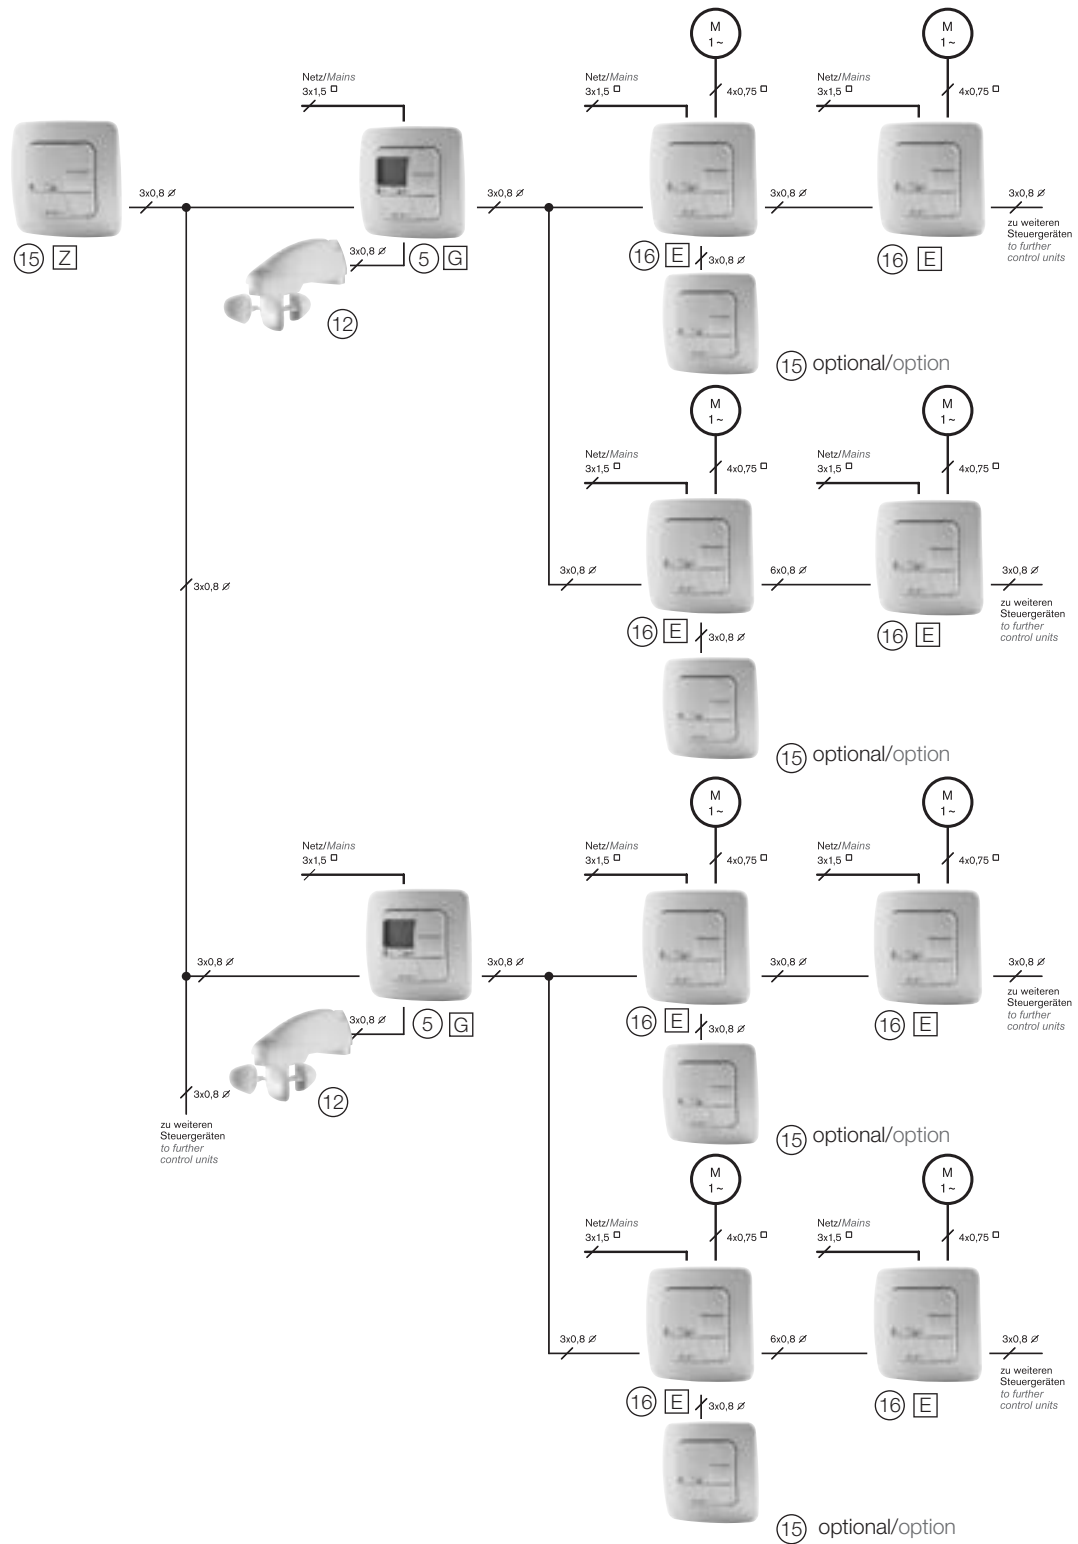 M
1~
M
1~
Netz/Mains
3x1,5 □
4x0,75 □
Netz/Mains
3x1,5 □
4x0,75 □
Netz/Mains
3x1,5 □
3x0,8 Ø
3x0,8 Ø
3x0,8 Ø
3x0,8 Ø
zu weiteren
Steuergeräten
to further
control units
15 Z
3x0,8 Ø
5 G
16 E
3x0,8 Ø
16 E
12
15 optional/option
M
1~
M
1~
Netz/Mains
3x1,5 □
4x0,75 □
Netz/Mains
3x1,5 □
4x0,75 □
3x0,8 Ø
3x0,8 Ø
6x0,8 Ø
3x0,8 Ø
zu weiteren
Steuergeräten
to further
control units
16 E
3x0,8 Ø
16 E
15 optional/option
M
1~
M
1~
Netz/Mains
3x1,5 □
Netz/Mains
3x1,5 □
4x0,75 □
Netz/Mains
3x1,5 □
4x0,75 □
3x0,8 Ø
3x0,8 Ø
3x0,8 Ø
3x0,8 Ø
zu weiteren
Steuergeräten
to further
control units
3x0,8 Ø
5 G
16 E
3x0,8 Ø
16 E
3x0,8 Ø
12
zu weiteren
Steuergeräten
to further
control units
15 optional/option
M
1~
M
1~
Netz/Mains
3x1,5 □
4x0,75 □
Netz/Mains
3x1,5 □
4x0,75 □
3x0,8 Ø
6x0,8 Ø
3x0,8 Ø
zu weiteren
Steuergeräten
to further
control units
16 E
3x0,8 Ø
16 E
15 optional/option